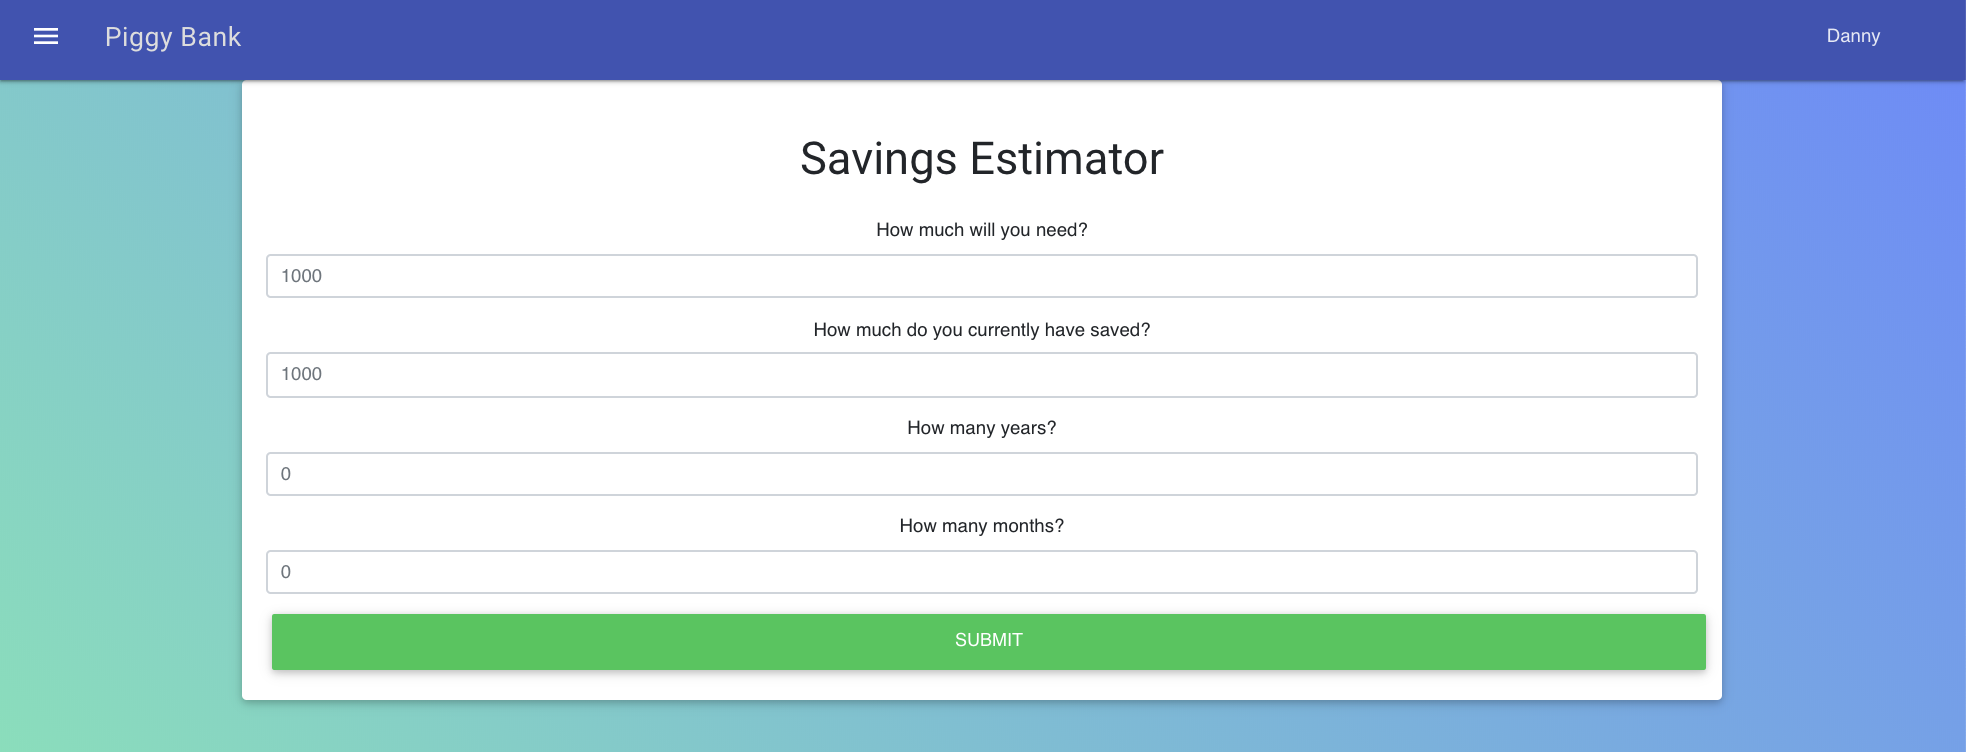 Piggy Bank
Danny
Savings Estimator
How much will you need?
1000
How much do you currently have saved?
1000
How many years?
0
How many months?
0
SUBMIT